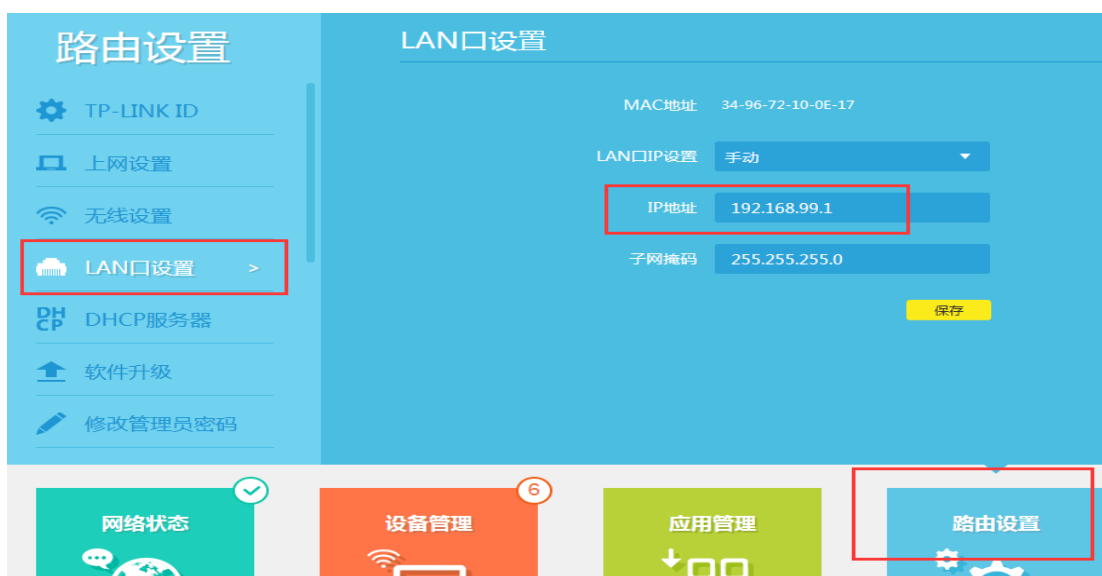 路由设置
TP-LINK ID
上网设置
无线设置
LAN口设置 >
DHCP DHCP服务器
软件升级
修改管理员密码
LAN口设置
MAC地址 34-96-72-10-0E-17
LAN口IP设置 手动
IP地址 192.168.99.1
子网掩码 255.255.255.0
保存
网络状态
6
设备管理
应用管理
路由设置